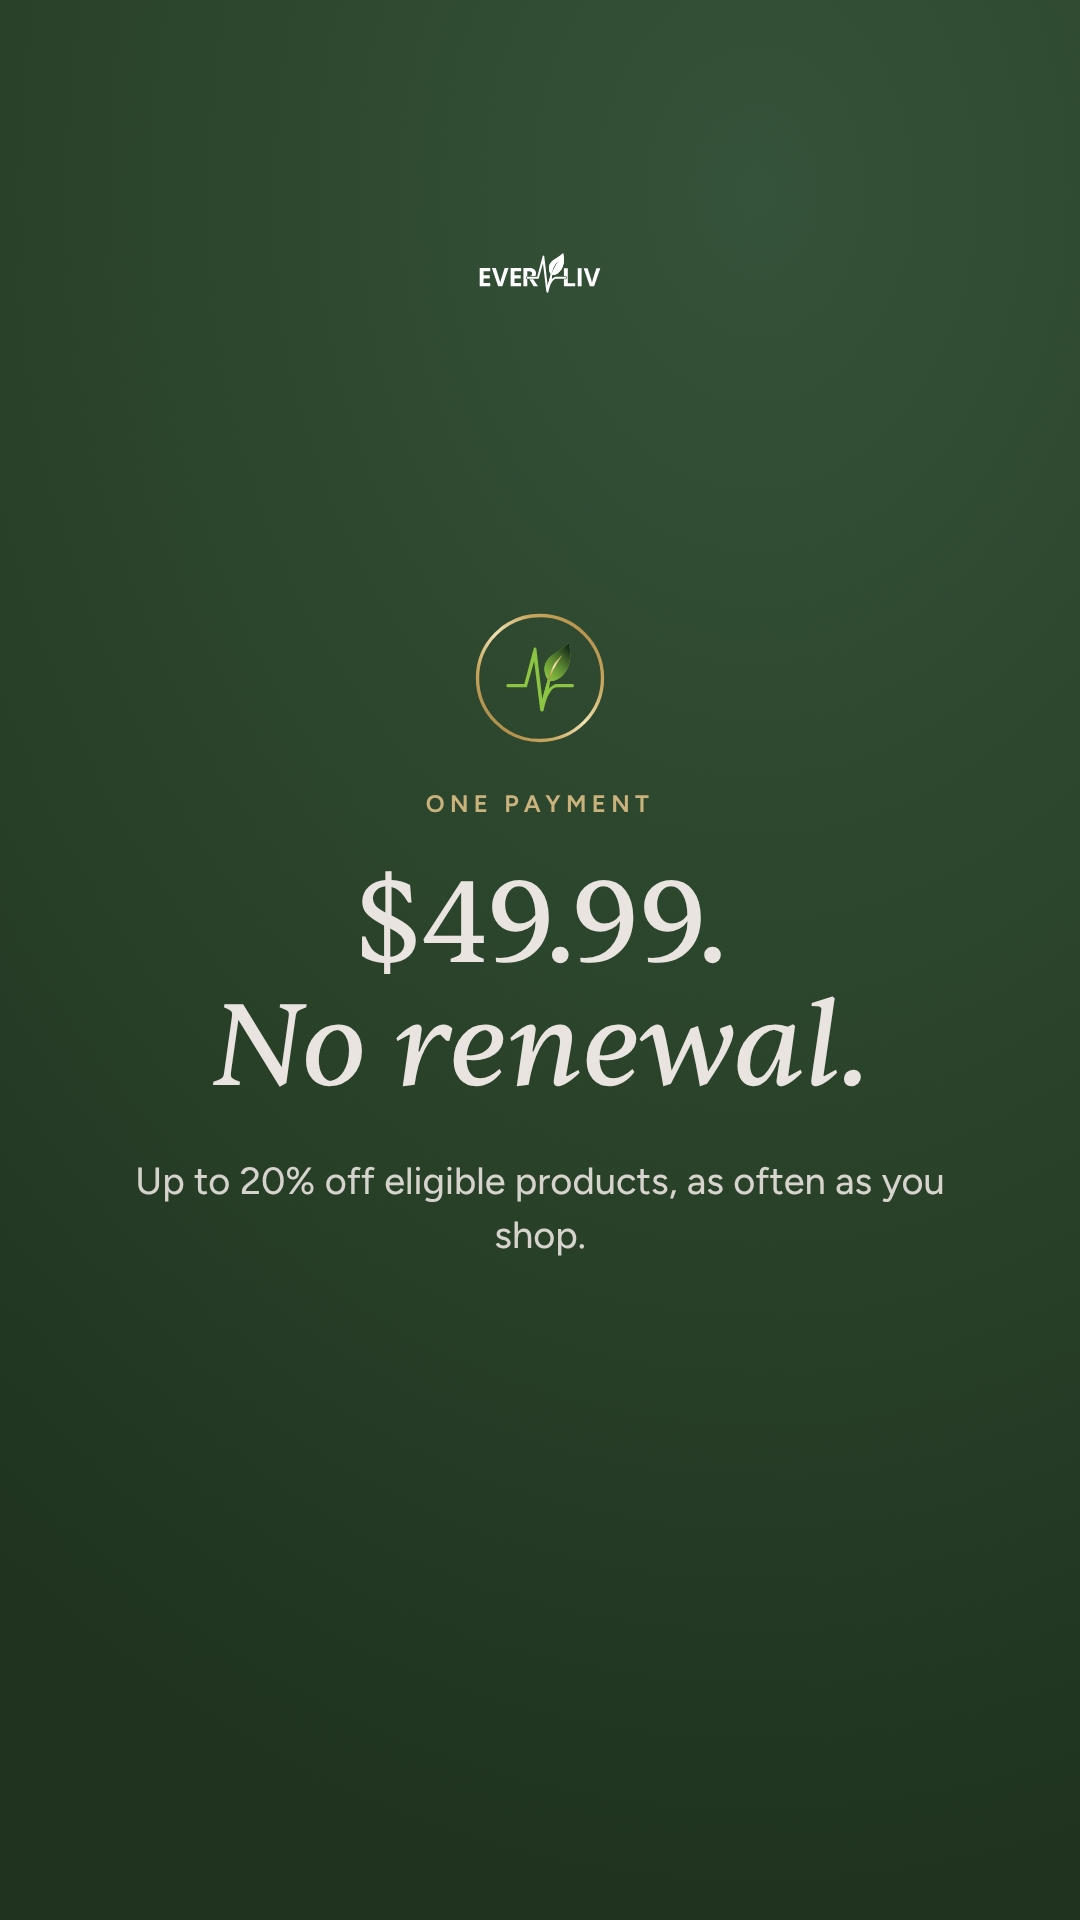 EVERLIV
ONE PAYMENT
$49.99.
No renewal.
Up to 20% off eligible products, as often as you
shop.